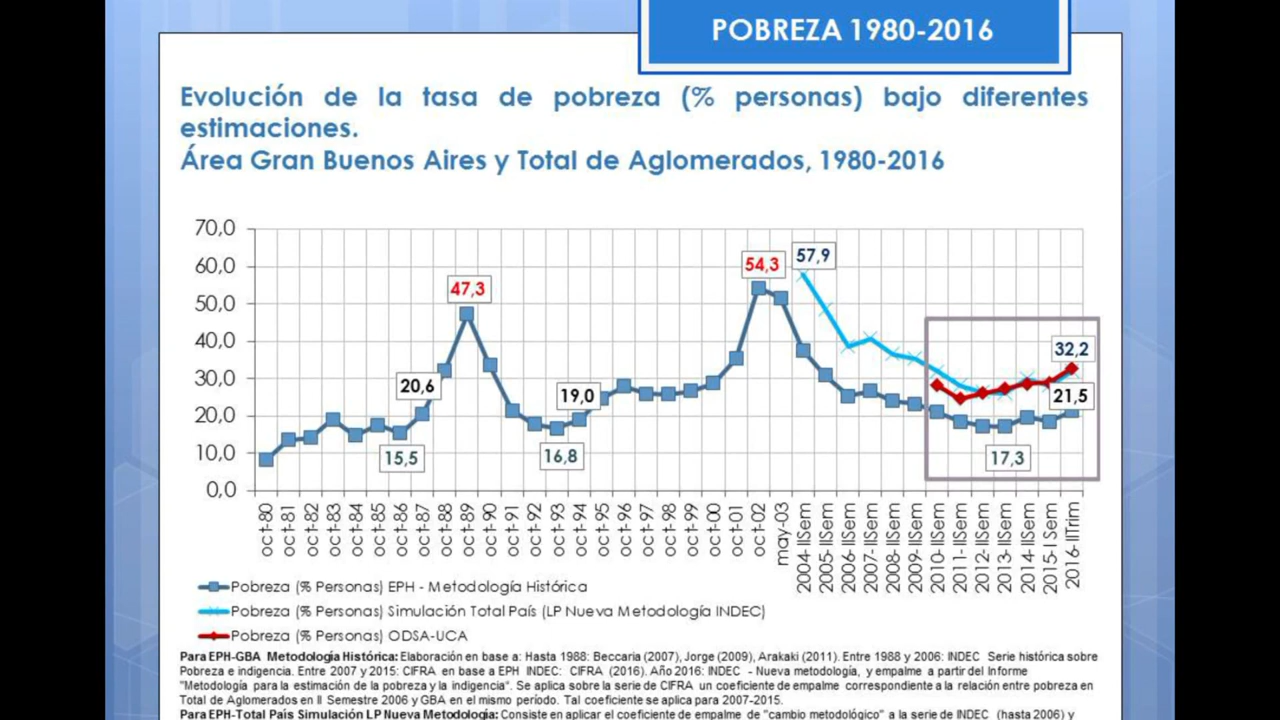 POBREZA 1980-2016
Evolución de la tasa de pobreza (% personas) bajo diferentes
estimaciones.
Área Gran Buenos Aires y Total de Aglomerados, 1980-2016
70,0
60,0
50,0
40,0
30,0
20,0
10,0
0,0
47,3
54,3
57,9
32,2
20,6
19,0
21,5
15,5
16,8
17,3
oct-80
oct-81
oct-82
oct-83
oct-84
oct-85
oct-86
oct-87
oct-88
oct-89
oct-90
oct-91
oct-92
oct-93
oct-94
oct-95
oct-96
oct-97
oct-98
oct-99
oct-00
oct-01
oct-02
may-03
2004-IISem
2005-IISem
2006-IISem
2007-IISem
2008-IISem
2009-IISem
2010-IISem
2011-IISem
2012-IISem
2013-IISem
2014-IISem
2015-I Sem
2016-IITrim
Pobreza (% Personas) EPH - Metodología Histórica
Pobreza (% Personas) Simulación Total País (LP Nueva Metodología INDEC)
Pobreza (% Personas) ODSA-UCA
Para EPH-GBA Metodología Histórica: Elaboración en base a: Hasta 1988: Beccaria (2007), Jorge (2009), Arakaki (2011). Entre 1988 y 2006: INDEC Serie histórica sobre
Pobreza e indigencia. Entre 2007 y 2015: CIFRA en base a EPH INDEC: CIFRA (2016). Año 2016: INDEC - Nueva metodología, y empalme a partir del Informe
"Metodología para la estimación de la pobreza y la indigencia". Se aplica sobre la serie de CIFRA un coeficiente de empalme correspondiente a la relación entre pobreza en
Total de Aglomerados en II Semestre 2006 y GBA en el mismo período. Tal coeficiente se aplica para 2007-2015.
Para EPH-Total País Simulación LP Nueva Metodología: Consiste en aplicar el coeficiente de empalme de "cambio metodológico" a la serie de INDEC (hasta 2006) y